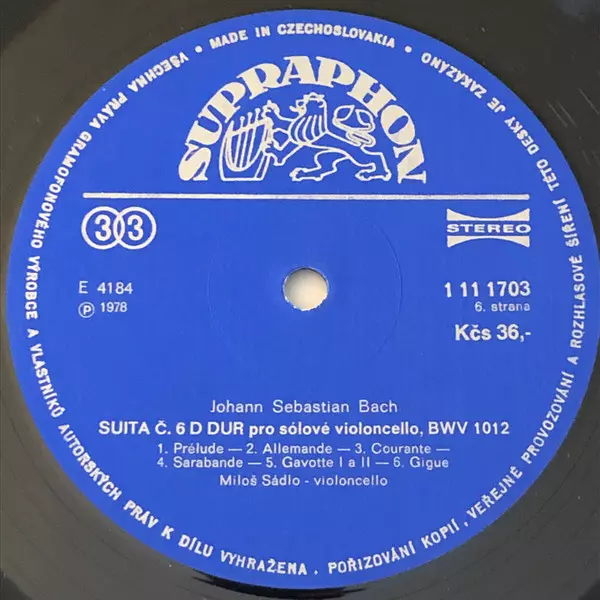 • MADE IN CZECHOSLOVAKIA •
VŠECHNA PRÁVA GRAMOFONOVÉHO VÝROBCE A VLASTNÍKŮ AUTORSKÝCH PRÁV K DÍLU VYHRAŽENA. POŘIZOVÁNÍ KOPIÍ, VEŘEJNÉ PROVOZOVÁNÍ A ROZHLASOVÉ ŠÍŘENÍ TÉTO DESKY JE ZAKÁZÁNO
SUPRAPHON
33
STEREO
E 4184
1 11 1703
Ⓟ 1978
6. strana
Kčs 36,-
Johann Sebastian Bach
SUITA Č. 6 D DUR pro sólové violoncello, BWV 1012
1. Prélude — 2. Allemande — 3. Courante —
4. Sarabande — 5. Gavotte I a II — 6. Gigue
Miloš Sádlo - violoncello